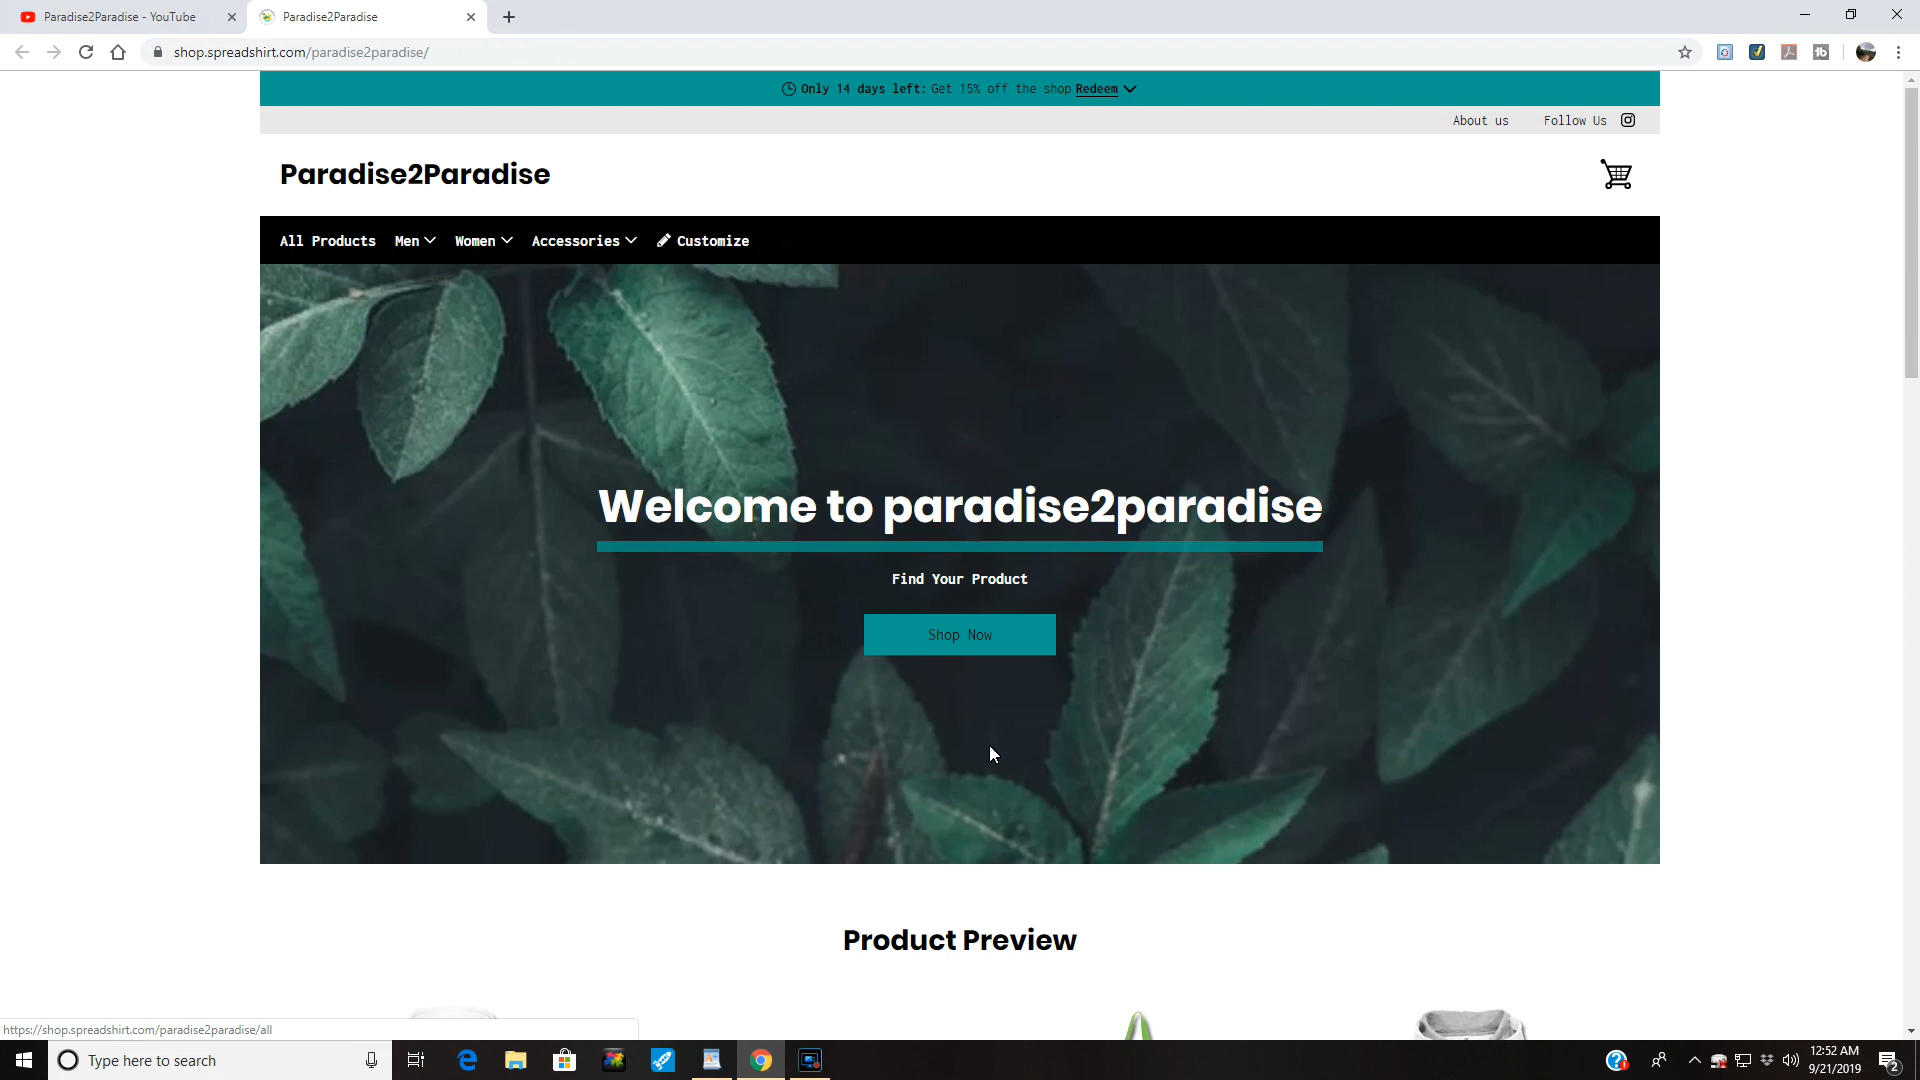 Paradise2Paradise - YouTube
Paradise2Paradise
shop.spreadshirt.com/paradise2paradise/
Only 14 days left: Get 15% off the shop Redeem
About us
Follow Us
Paradise2Paradise
All Products
Men
Women
Accessories
Customize
Welcome to paradise2paradise
Find Your Product
Shop Now
Product Preview
https://shop.spreadshirt.com/paradise2paradise/all
Type here to search
12:52 AM
9/21/2019
2